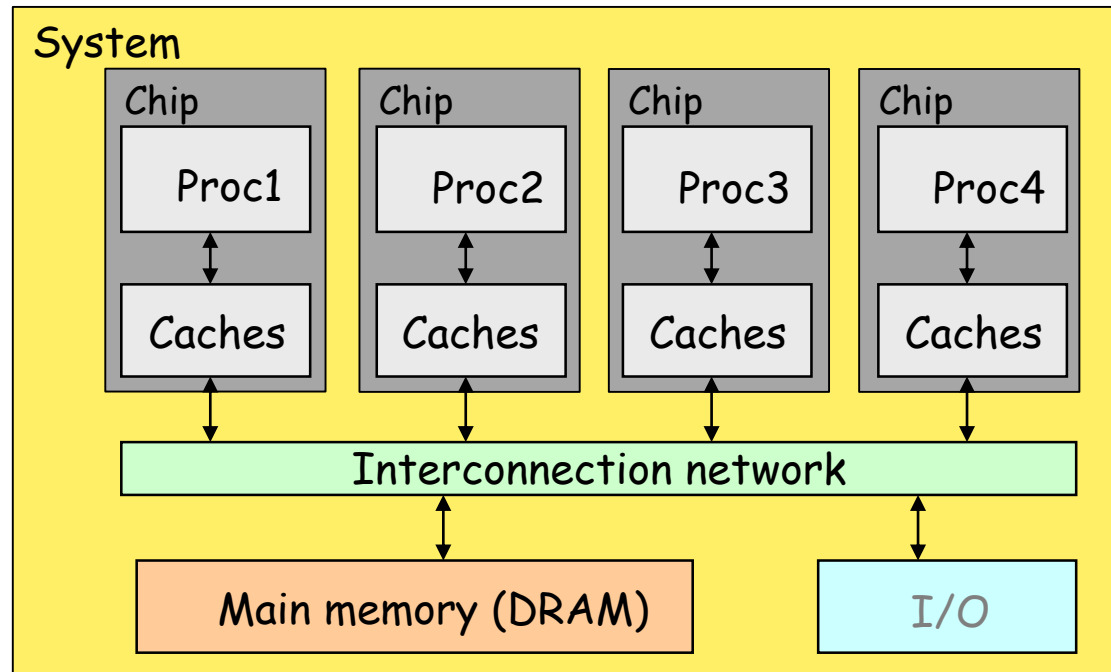 System
Chip
Chip
Chip
Chip
Proc1
Proc2
Proc3
Proc4
Caches
Caches
Caches
Caches
Interconnection network
Main memory (DRAM)
I/O